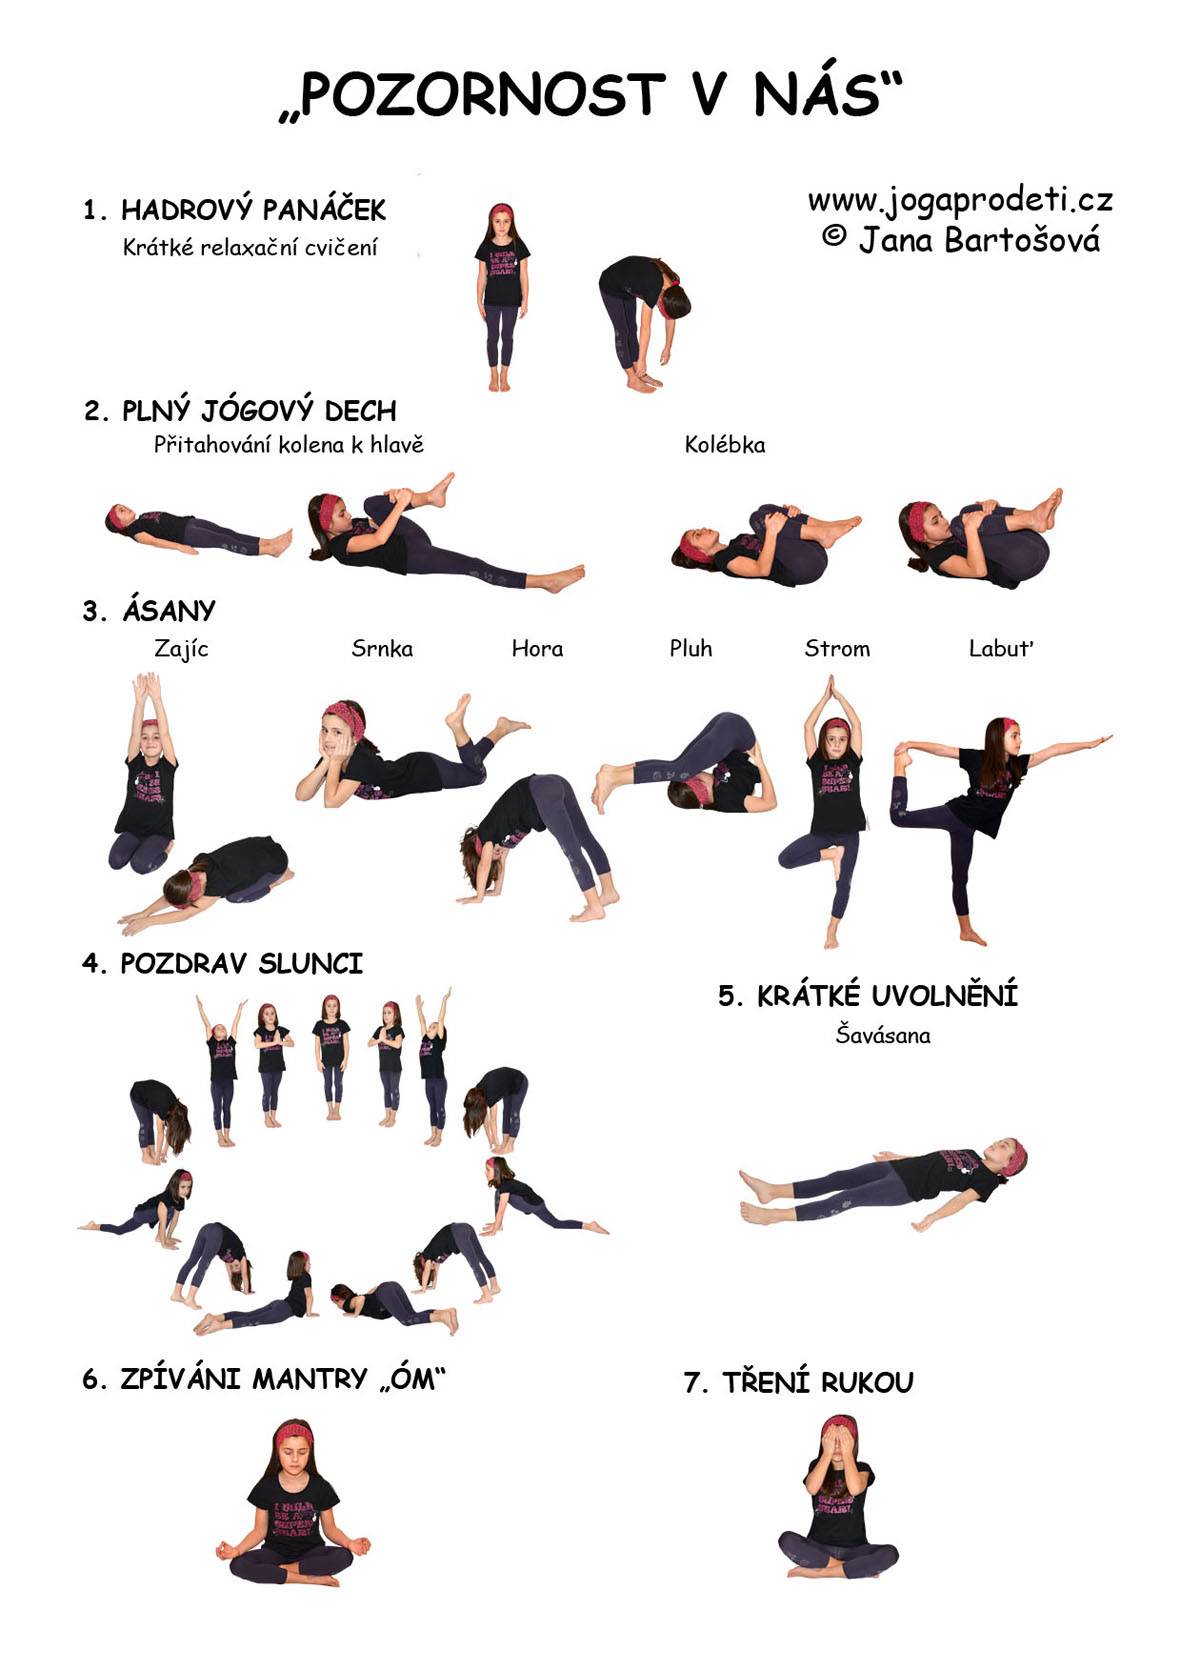 „POZORNOST V NÁS“
1. HADROVÝ PANÁČEK
Krátké relaxační cvičení
www.jogaprodeti.cz
© Jana Bartošová
2. PLNÝ JÓGOVÝ DECH
Přitahování kolena k hlavě
Kolébka
3. ÁSANY
Zajíc
Srnka
Hora
Pluh
Strom
Labuť
4. POZDRAV SLUNCI
5. KRÁTKÉ UVOLNĚNÍ
Šavásana
6. ZPÍVÁNI MANTRY „ÓM“
7. TŘENÍ RUKOU